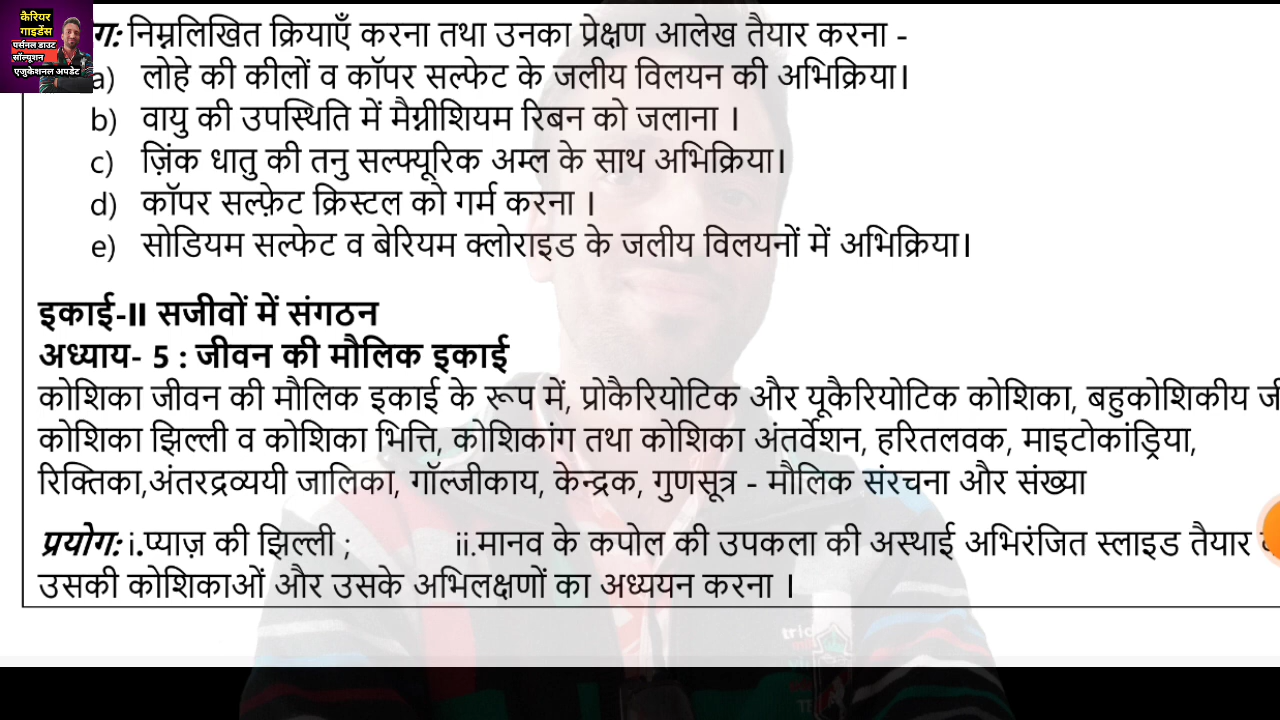 कैरियर
गाइर्डेस
पर्सनल डाउट
सॉल्यूशन
एजुकैशनल अपडेट
ग: निम्नलिखित क्रियाएँ करना तथा उनका प्रेक्षण आलेख तैयार करना -
a) लोहे की कीलों व कॉपर सल्फेट के जलीय विलयन की अभिक्रिया।
b) वायु की उपस्थिति में मैग्नीशियम रिबन को जलाना ।
c) ज़िंक धातु की तनु सल्फ्यूरिक अम्ल के साथ अभिक्रिया।
d) कॉपर सल्फ़ेट क्रिस्टल को गर्म करना ।
e) सोडियम सल्फेट व बेरियम क्लोराइड के जलीय विलयनों में अभिक्रिया।
इकाई-II सजीवों में संगठन
अध्याय- 5 : जीवन की मौलिक इकाई
कोशिका जीवन की मौलिक इकाई के रूप में, प्रोकैरियोटिक और यूकैरियोटिक कोशिका, बहुकोशिकीय
कोशिका झिल्ली व कोशिका भित्ति, कोशिकांग तथा कोशिका अंतर्वेशन, हरितलवक, माइटोकांड्रिया,
रिक्तिका,अंतरद्रव्ययी जालिका, गॉल्जीकाय, केन्द्रक, गुणसूत्र - मौलिक संरचना और संख्या
प्रयोग: i.प्याज़ की झिल्ली ; ii.मानव के कपोल की उपकला की अस्थाई अभिरंजित स्लाइड तैयार
उसकी कोशिकाओं और उसके अभिलक्षणों का अध्ययन करना ।